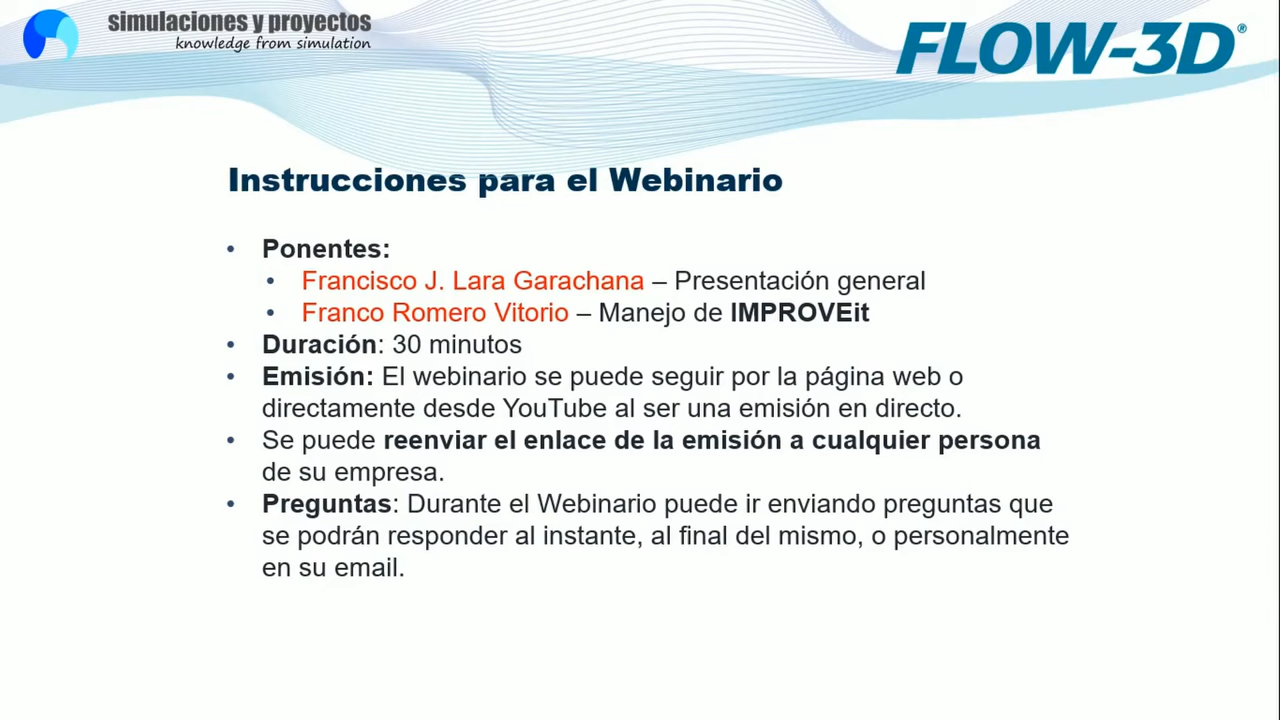 simulaciones y proyectos
knowledge from simulation
FLOW-3D®
Instrucciones para el Webinario
• Ponentes:
• Francisco J. Lara Garachana – Presentación general
• Franco Romero Vitorio – Manejo de IMPROVEit
• Duración: 30 minutos
• Emisión: El webinario se puede seguir por la página web o
directamente desde YouTube al ser una emisión en directo.
• Se puede reenviar el enlace de la emisión a cualquier persona
de su empresa.
• Preguntas: Durante el Webinario puede ir enviando preguntas que
se podrán responder al instante, al final del mismo, o personalmente
en su email.